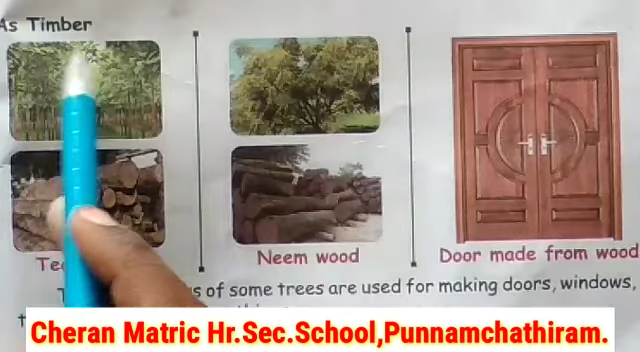 As Timber
Neem wood
Door made from wood
of some trees are used for making doors, windows,
Cheran Matric Hr.Sec.School,Punnamchathiram.